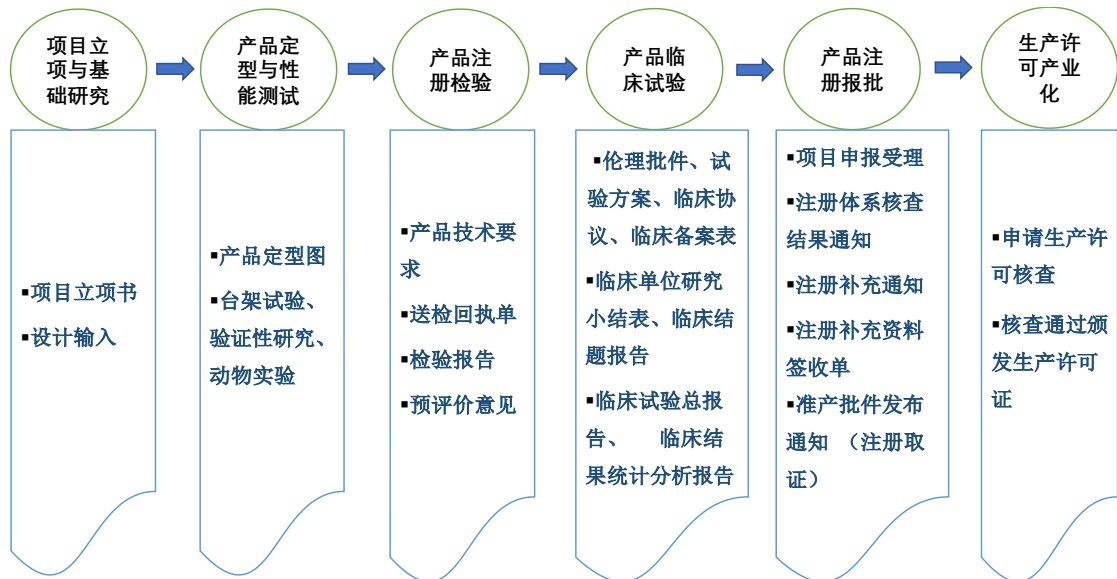 项目立
项与基
础研究
产品定
型与性
能测试
产品注
册检验
产品临
床试验
产品注
册报批
生产许
可产业
化
▪项目立项书
▪设计输入
▪产品定型图
▪台架试验、
验证性研究、
动物实验
▪产品技术要
求
▪送检回执单
▪检验报告
▪预评价意见
▪伦理批件、试
验方案、临床协
议、临床备案表
▪临床单位研究
小结表、临床结
题报告
▪临床试验总报
告、 临床结
果统计分析报告
▪项目申报受理
▪注册体系核查
结果通知
▪注册补充通知
▪注册补充资料
签收单
▪准产批件发布
通知 （注册取
证）
▪申请生产许
可核查
▪核查通过颁
发生产许可
证